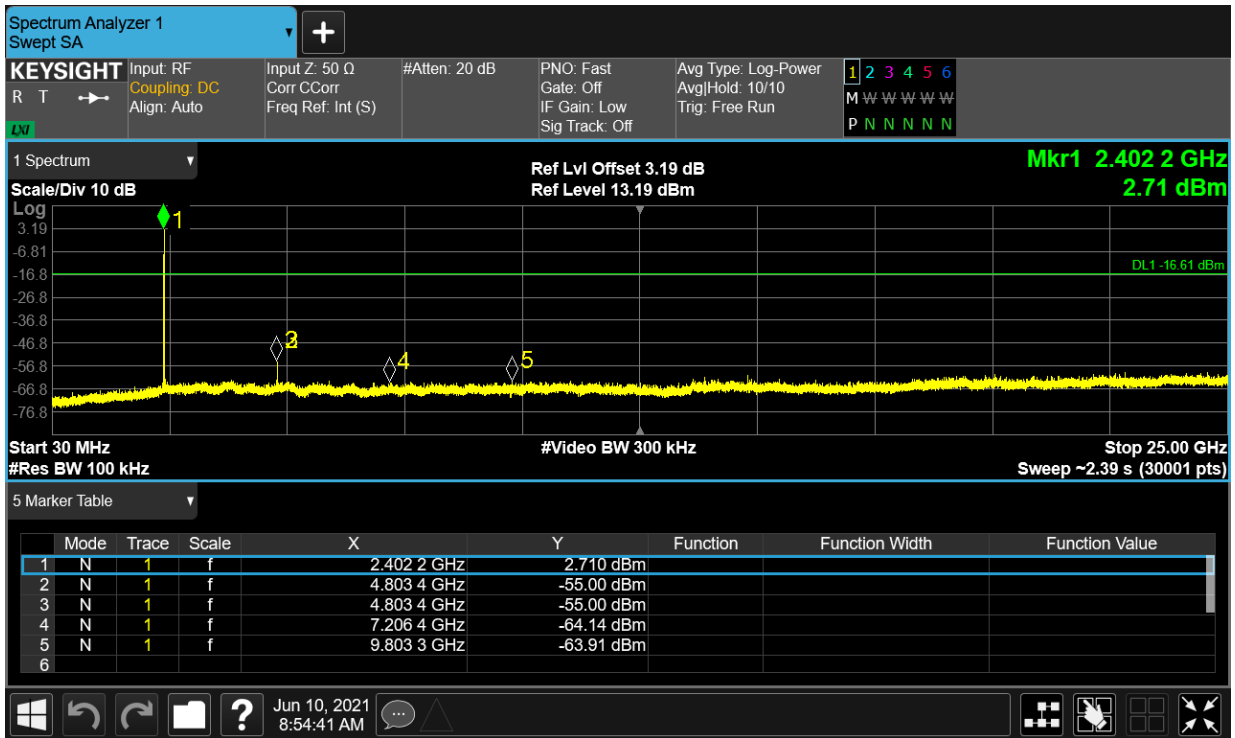 Spectrum Analyzer 1
Swept SA
+
KEYSIGHT
R T
LXI
Input: RF
Coupling: DC
Align: Auto
Input Z: 50 Ω
Corr CCorr
Freq Ref: Int (S)
#Atten: 20 dB
PNO: Fast
Gate: Off
IF Gain: Low
Sig Track: Off
Avg Type: Log-Power
Avg|Hold: 10/10
Trig: Free Run
1 2 3 4 5 6
M W W W W W
P N N N N N
1 Spectrum
Ref Lvl Offset 3.19 dB
Mkr1 2.402 2 GHz
Scale/Div 10 dB
Ref Level 13.19 dBm
2.71 dBm
Log
1
3.19
-6.81
DL1 -16.61 dBm
-16.8
-26.8
-36.8
3
-46.8
4
5
-56.8
-66.8
-76.8
Start 30 MHz
#Video BW 300 kHz
Stop 25.00 GHz
#Res BW 100 kHz
Sweep ~2.39 s (30001 pts)
5 Marker Table
Mode Trace Scale X Y Function Function Width Function Value
1 N 1 f 2.402 2 GHz 2.710 dBm
2 N 1 f 4.803 4 GHz -55.00 dBm
3 N 1 f 4.803 4 GHz -55.00 dBm
4 N 1 f 7.206 4 GHz -64.14 dBm
5 N 1 f 9.803 3 GHz -63.91 dBm
6
?
Jun 10, 2021
8:54:41 AM